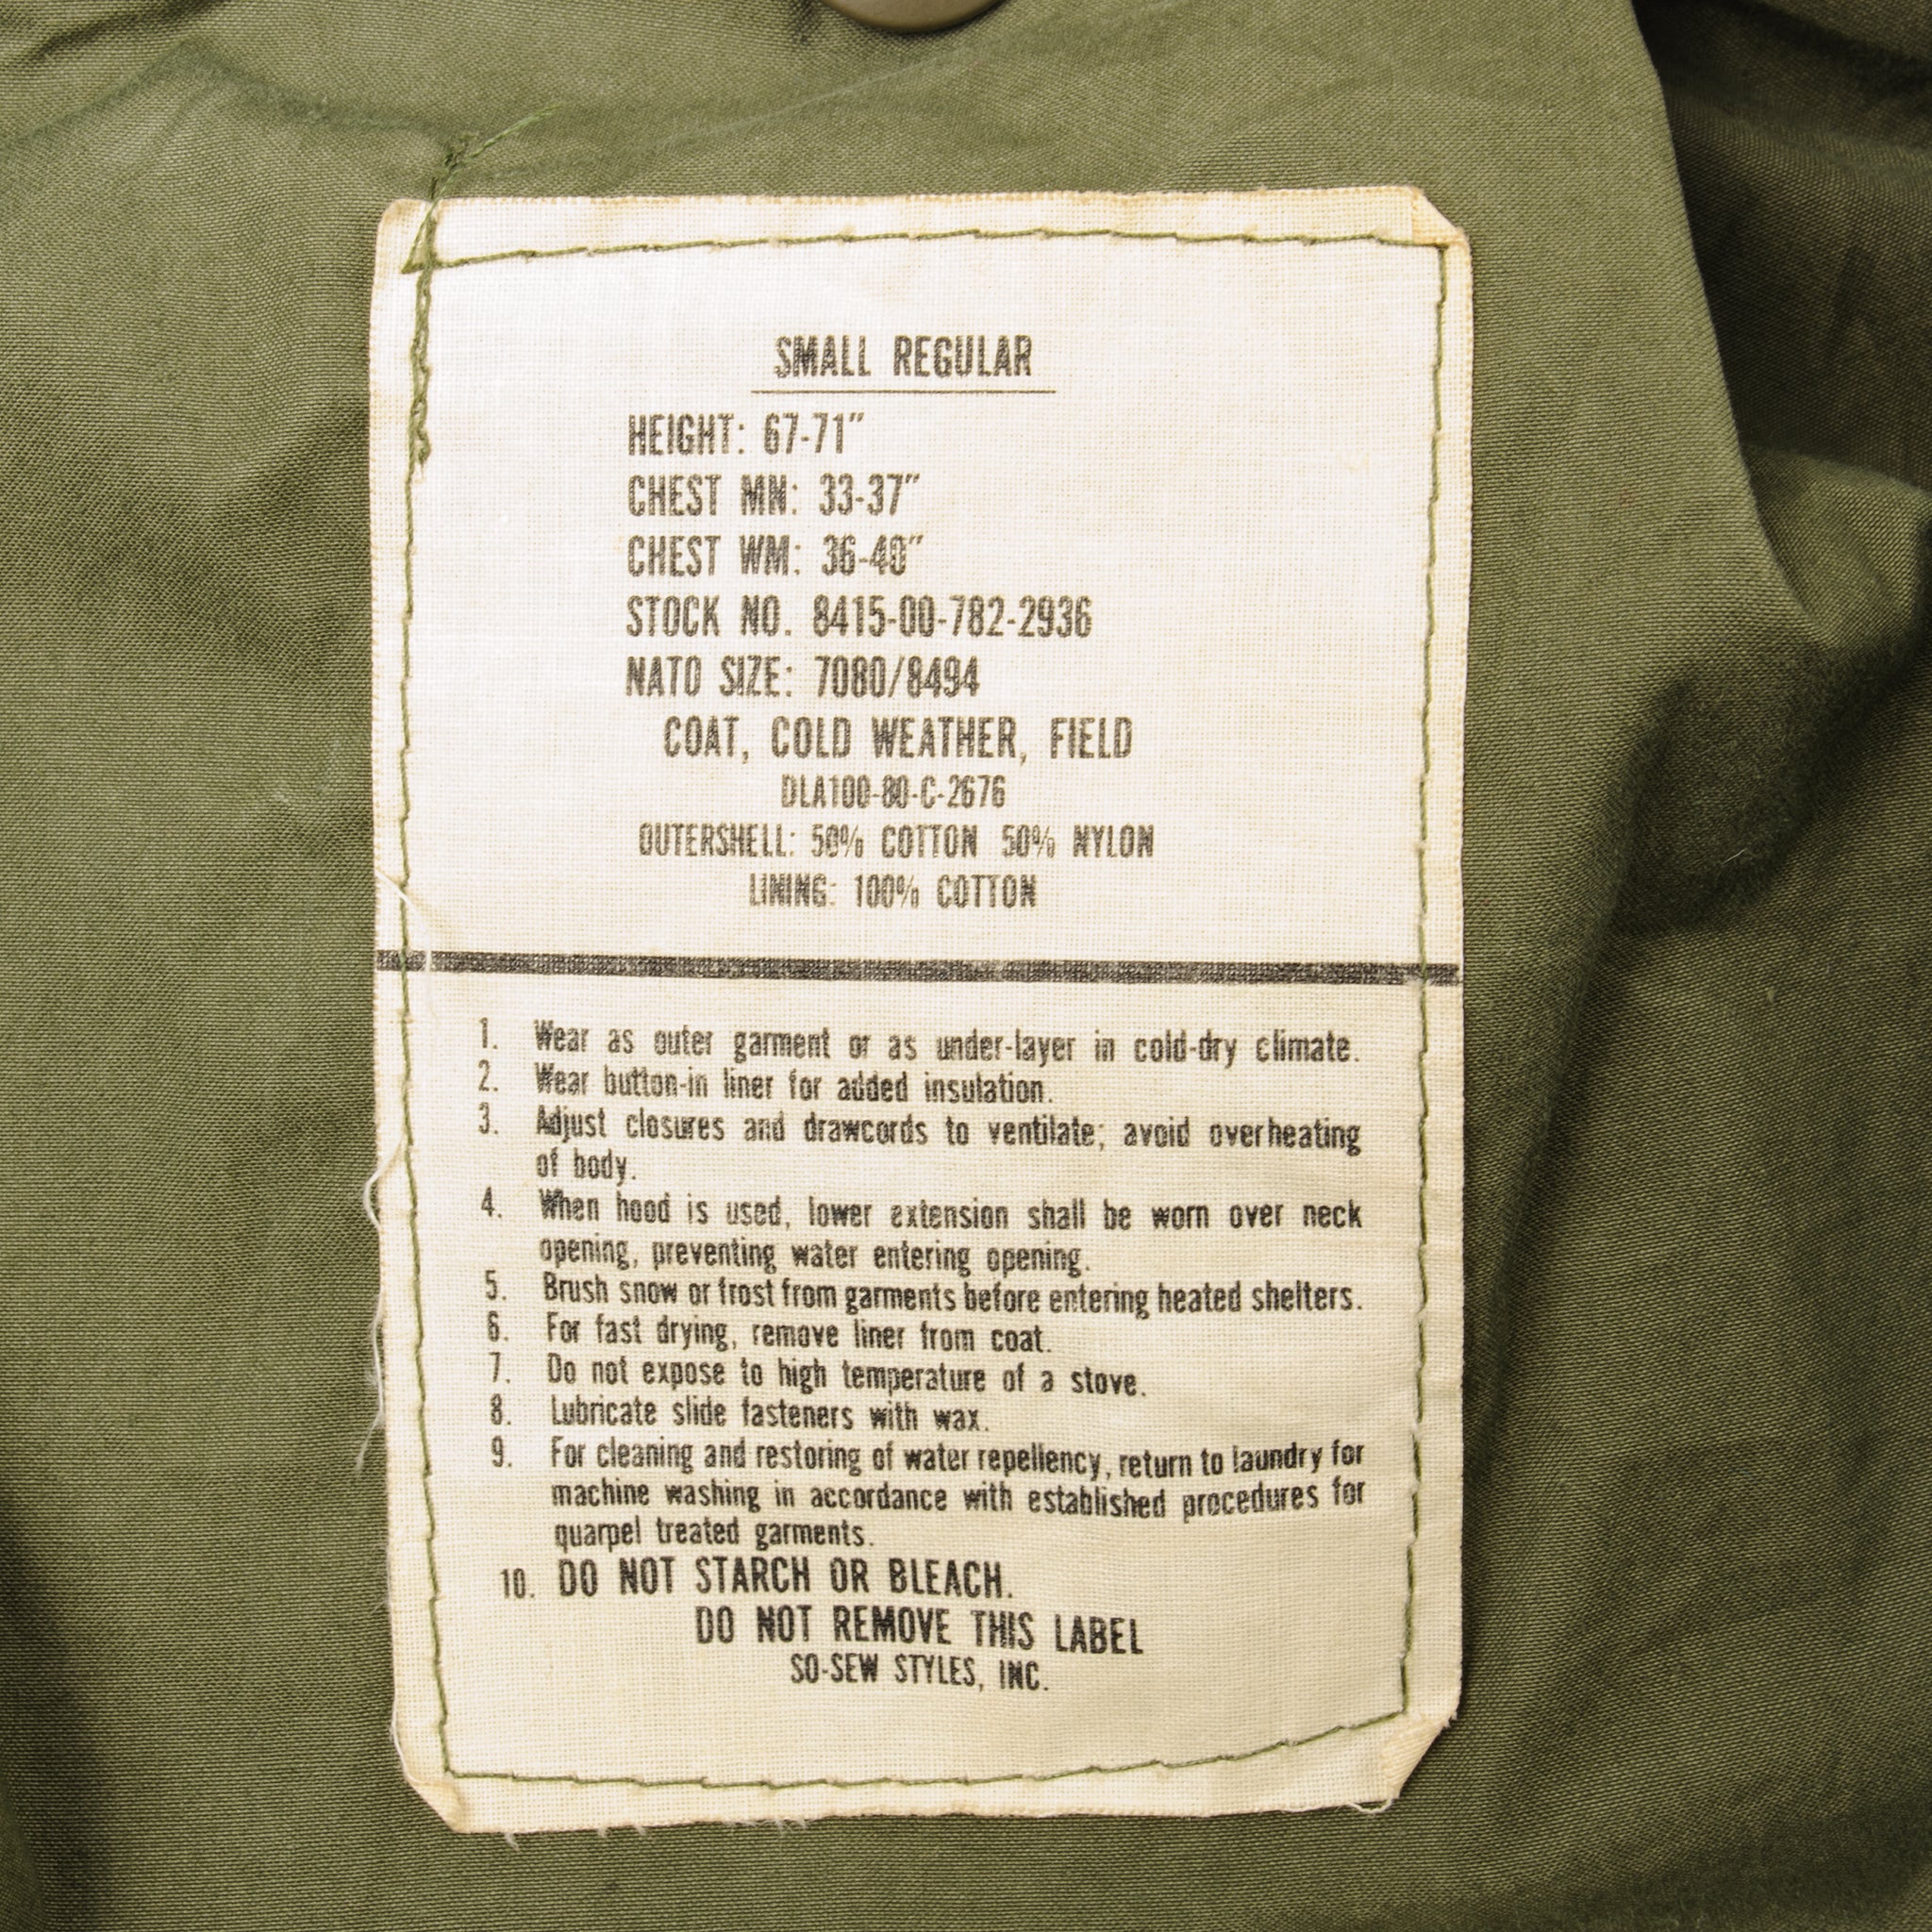 SMALL REGULAR
HEIGHT: 67-71"
CHEST MN: 33-37"
CHEST WM: 36-40"
STOCK NO. 8415-00-782-2936
NATO SIZE: 7080/8494
COAT, COLD WEATHER, FIELD
DLA100-80-C-2676
OUTERSHELL: 50% COTTON 50% NYLON
LINING: 100% COTTON
1. Wear as outer garment or as under-layer in cold-dry climate.
2. Wear button-in liner for added insulation.
3. Adjust closures and drawcords to ventilate; avoid overheating
of body.
4. When hood is used, lower extension shall be worn over neck
opening, preventing water entering opening.
5. Brush snow or frost from garments before entering heated shelters.
6. For fast drying, remove liner from coat.
7. Do not expose to high temperature of a stove.
8. Lubricate slide fasteners with wax.
9. For cleaning and restoring of water repellency, return to laundry for
machine washing in accordance with established procedures for
quarpel treated garments.
10. DO NOT STARCH OR BLEACH.
DO NOT REMOVE THIS LABEL
SO-SEW STYLES, INC.